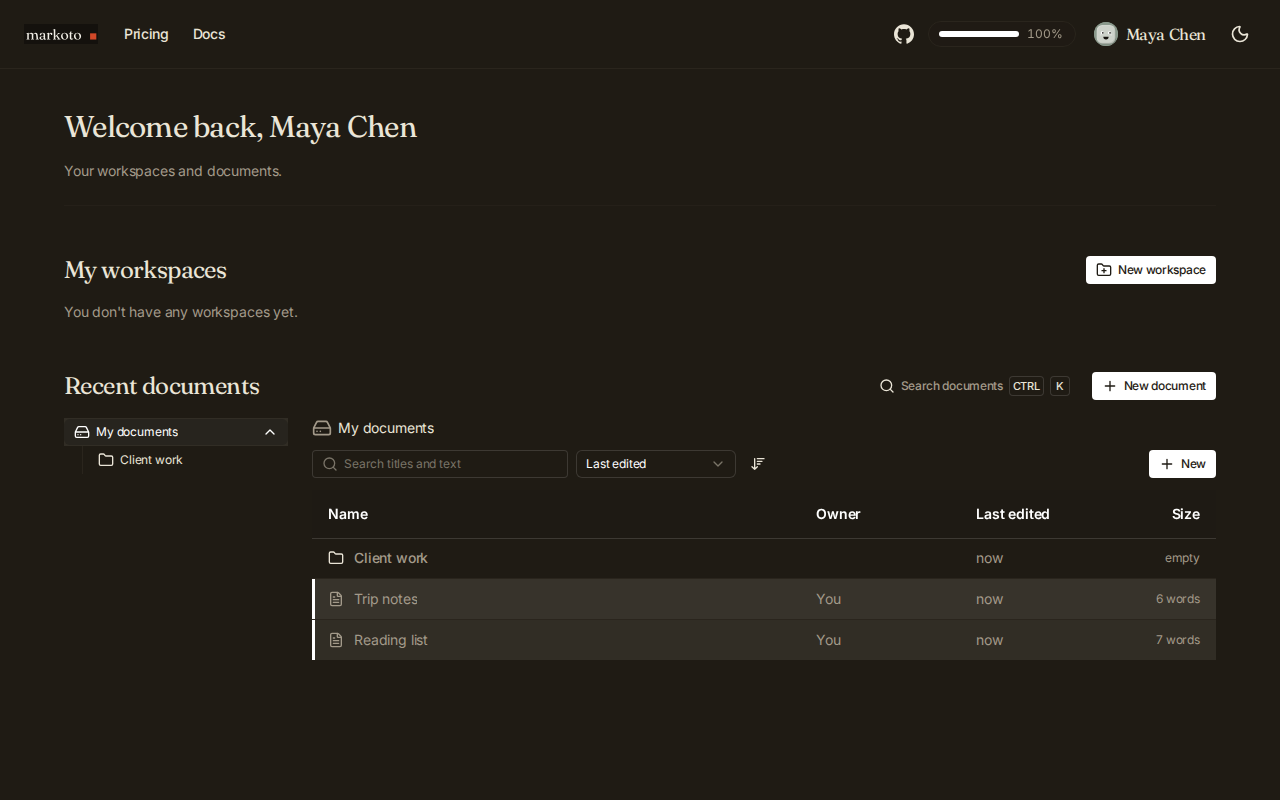 markoto Pricing Docs 100% Maya Chen
Welcome back, Maya Chen
Your workspaces and documents.
My workspaces New workspace
You don't have any workspaces yet.
Recent documents Search documents CTRL K New document
My documents My documents
Client work
Search titles and text Last edited New
Name Owner Last edited Size
Client work now empty
Trip notes You now 6 words
Reading list You now 7 words